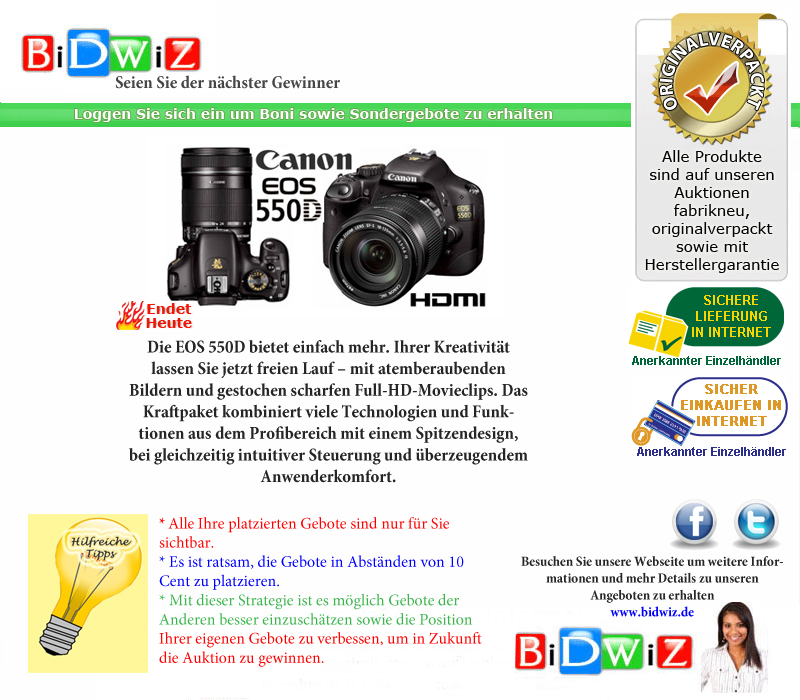 BiDWiZ
Seien Sie der nächster Gewinner
Loggen Sie sich ein um Boni sowie Sondergebote zu erhalten
ORIGINALVERPACKT
Alle Produkte
sind auf unseren
Auktionen
fabrikneu,
originalverpackt
sowie mit
Herstellergarantie
Canon
EOS
550D
Canon
EOS
550D
HDMI
Endet
Heute
SICHERE
LIEFERUNG
IN INTERNET
Anerkannter Einzelhändler
SICHER
EINKAUFEN IN
INTERNET
Anerkannter Einzelhändler
Die EOS 550D bietet einfach mehr. Ihrer Kreativität
lassen Sie jetzt freien Lauf – mit atemberaubenden
Bildern und gestochen scharfen Full-HD-Movieclips. Das
Kraftpaket kombiniert viele Technologien und Funk-
tionen aus dem Profibereich mit einem Spitzendesign,
bei gleichzeitig intuitiver Steuerung und überzeugendem
Anwenderkomfort.
Hilfreiche
Tipps
* Alle Ihre platzierten Gebote sind nur für Sie
sichtbar.
* Es ist ratsam, die Gebote in Abständen von 10
Cent zu platzieren.
* Mit dieser Strategie ist es möglich Gebote der
Anderen besser einzuschätzen sowie die Position
Ihrer eigenen Gebote zu verbessen, um in Zukunft
die Auktion zu gewinnen.
f
t
Besuchen Sie unsere Webseite um weitere Infor-
mationen und mehr Details zu unseren
Angeboten zu erhalten
www.bidwiz.de
BiDWiZ